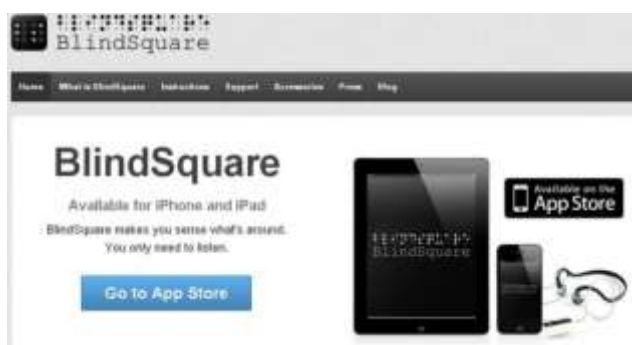 BlindSquare
Home What is BlindSquare Instructions Support Accessories Press Blog
BlindSquare
Available for iPhone and iPad
BlindSquare makes you sense what's around.
You only need to listen.
Go to App Store
Available on the
App Store
BlindSquare